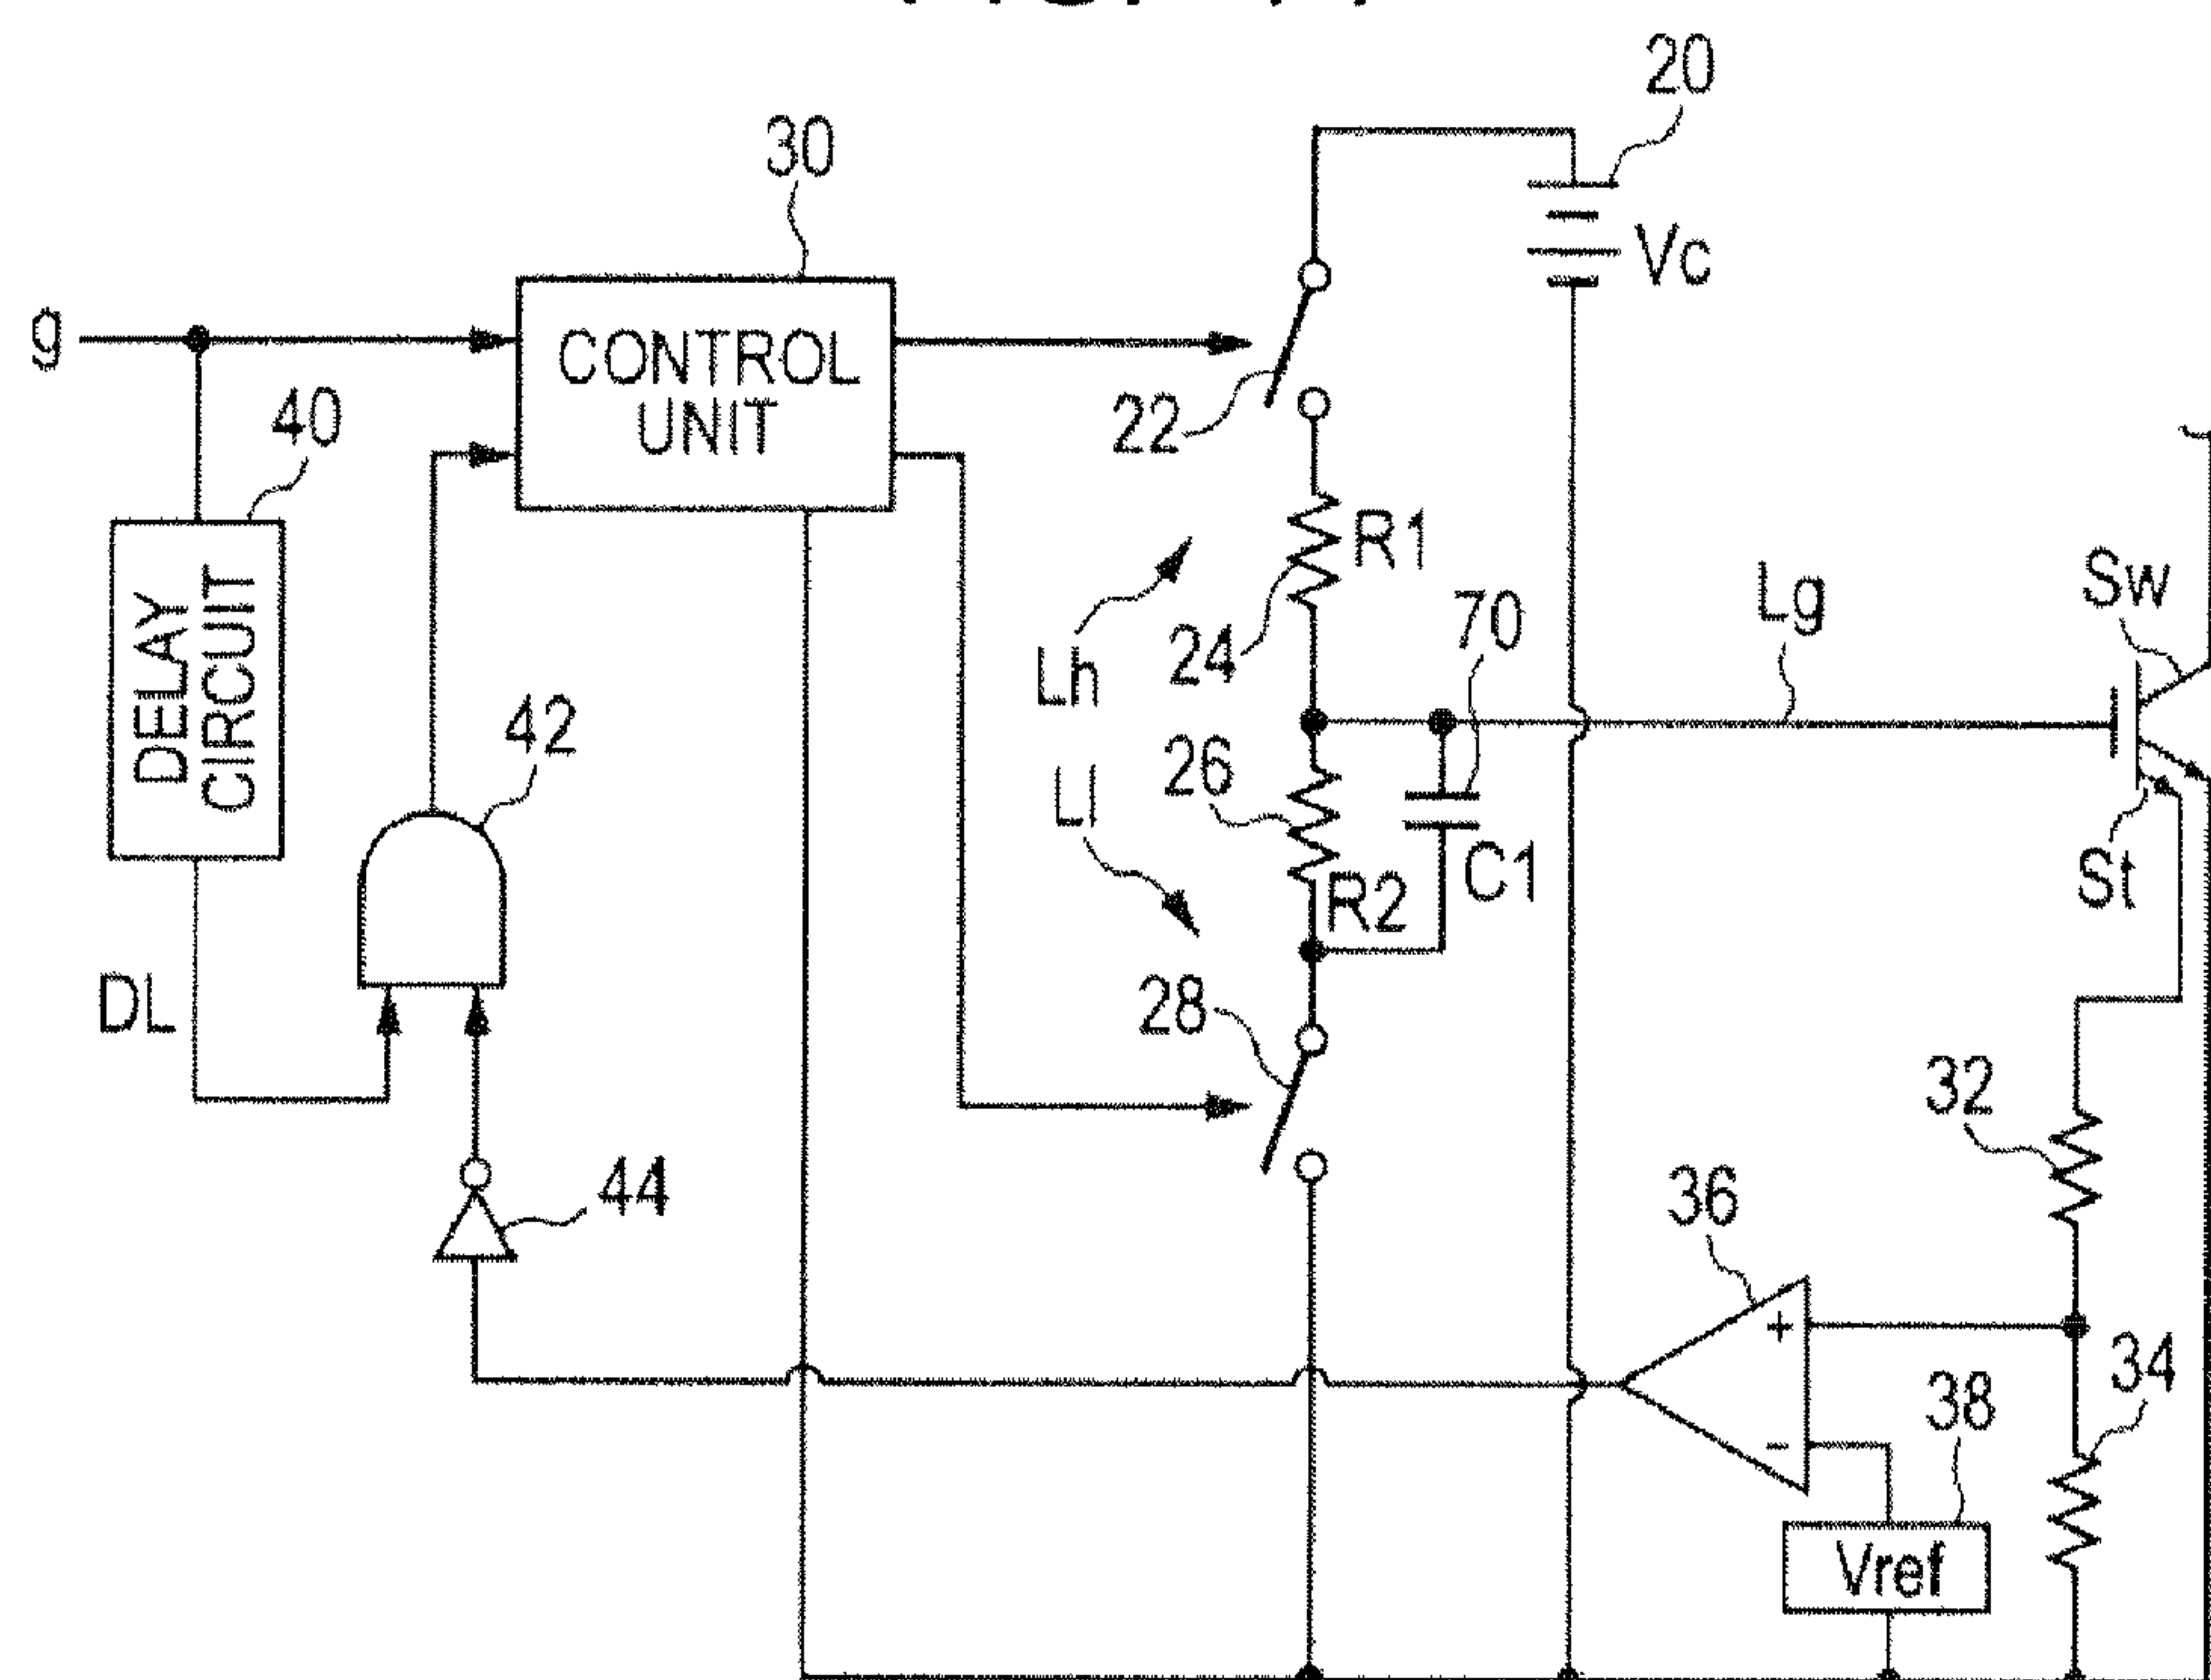 20
30
Vc
g
CONTROL
UNIT
40
22
R1
DELAY
CIRCUIT
Lh
24
70
Lg
Sw
42
Ll
26
C1
R2
St
DL
28
32
44
36
+
34
38
-
Vref